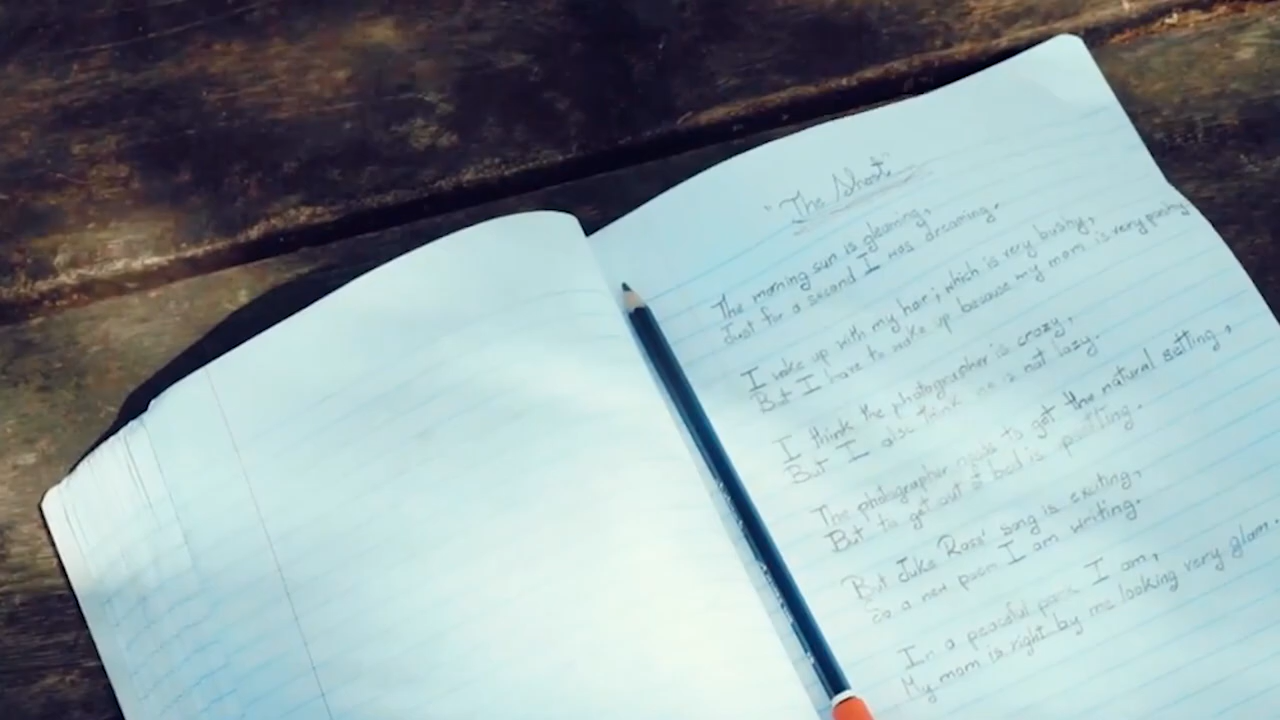 "The Shoot"
The morning sun is gleaming,
Just for a second I was dreaming.
I wake up with my hair; which is very bushy,
But I have to wake up because my mom is very pushy
I think the photographer is crazy,
But I also think he is not lazy.
The photographer needs to get the natural setting,
But to get out of bed is
But Juke Ross' song is exciting,
So a new poem I am writing.
In a peaceful park I am,
My mom is right by me looking very glam.